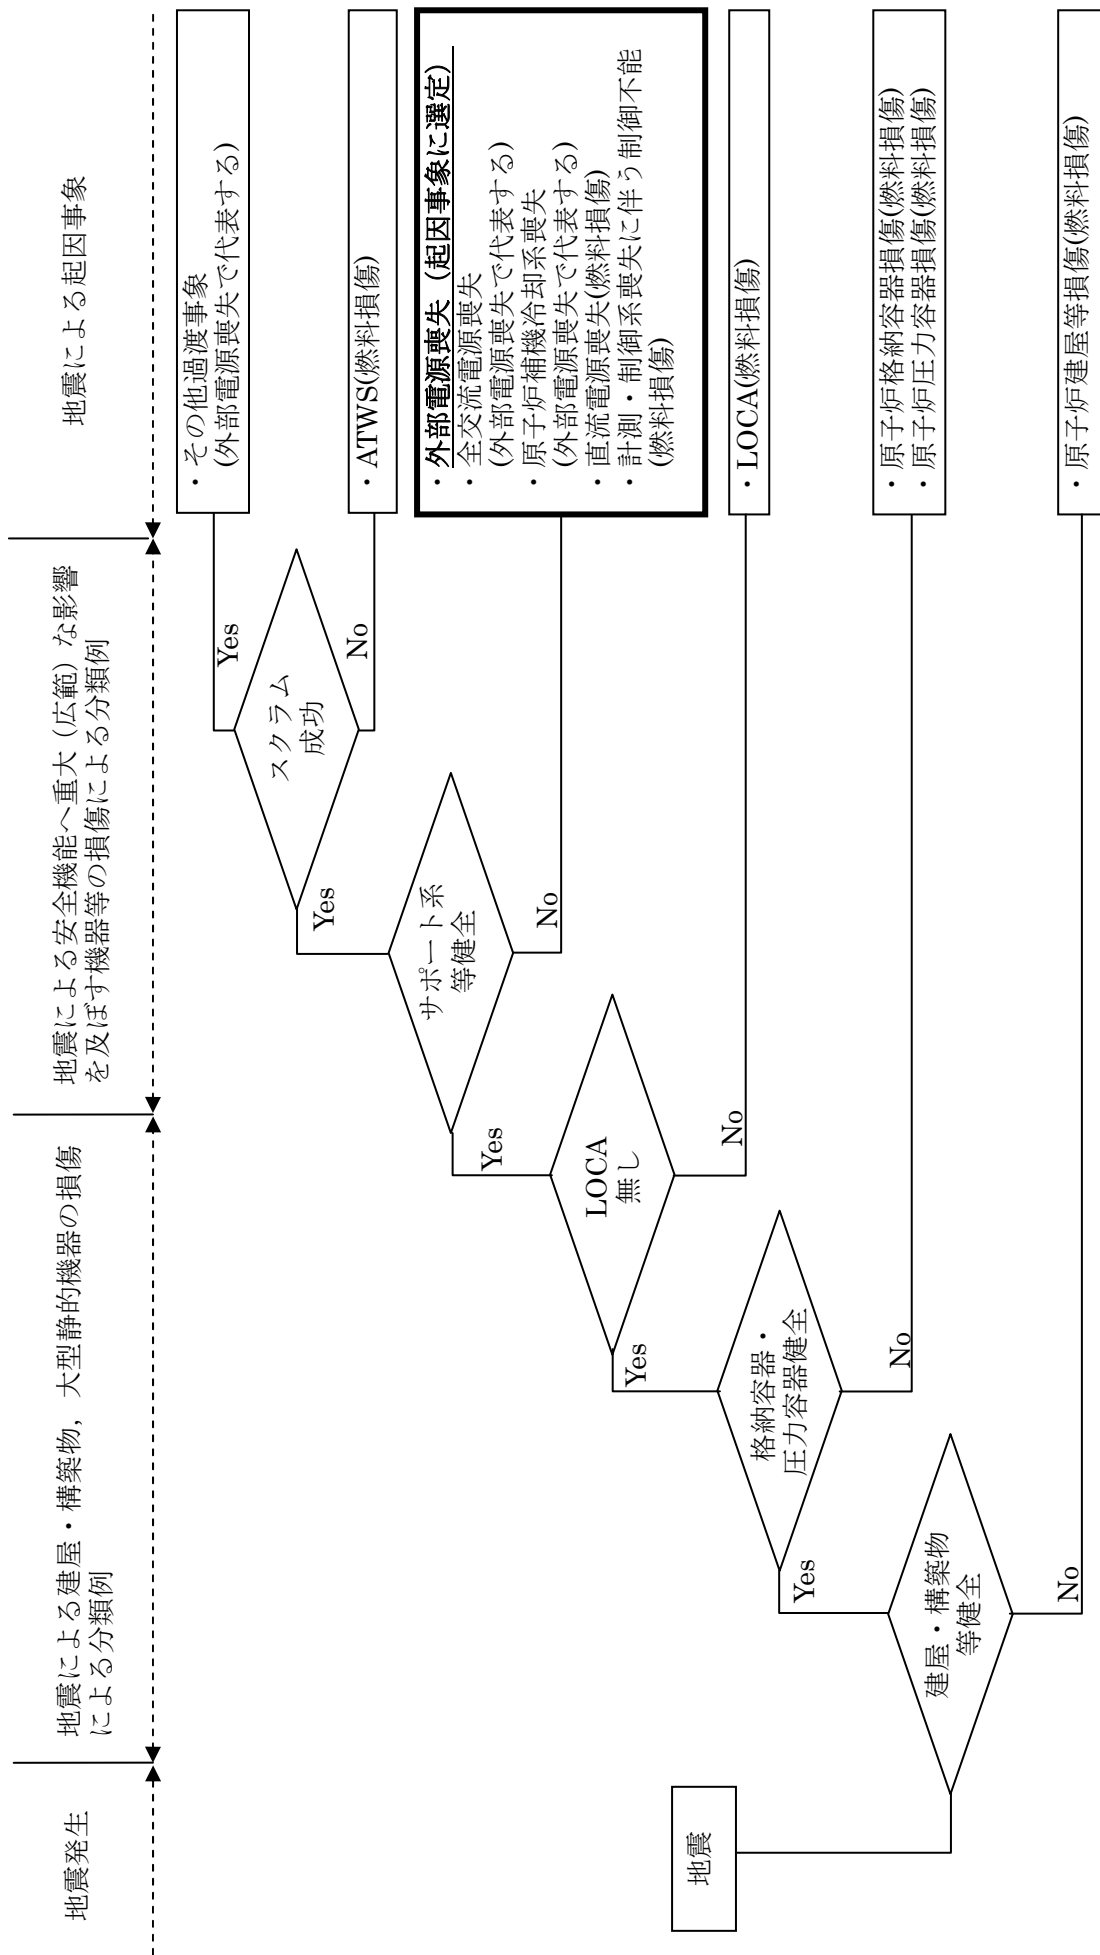 地震発生
地震による建屋・構築物，大型静的機器の損傷
による分類例
地震による安全機能へ重大（広範）な影響
を及ぼす機器等の損傷による分類例
地震による起因事象
地震
建屋・構築物
等健全
Yes
No
格納容器・
圧力容器健全
Yes
No
LOCA
無し
Yes
No
サポート系
等健全
Yes
No
スクラム
成功
Yes
No
・その他過渡事象
(外部電源喪失で代表する)
・ATWS(燃料損傷)
・外部電源喪失（起因事象に選定）
・全交流電源喪失
(外部電源喪失で代表する)
・原子炉補機冷却系喪失
(外部電源喪失で代表する)
・直流電源喪失(燃料損傷)
・計測・制御系喪失に伴う制御不能
(燃料損傷)
・LOCA(燃料損傷)
・原子炉格納容器損傷(燃料損傷)
・原子炉圧力容器損傷(燃料損傷)
・原子炉建屋等損傷(燃料損傷)